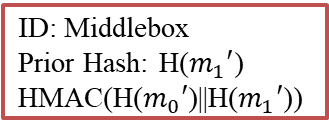 ID: Middlebox
Prior Hash: H(𝑚₁′)
HMAC(H(𝑚₀′)||H(𝑚₁′))